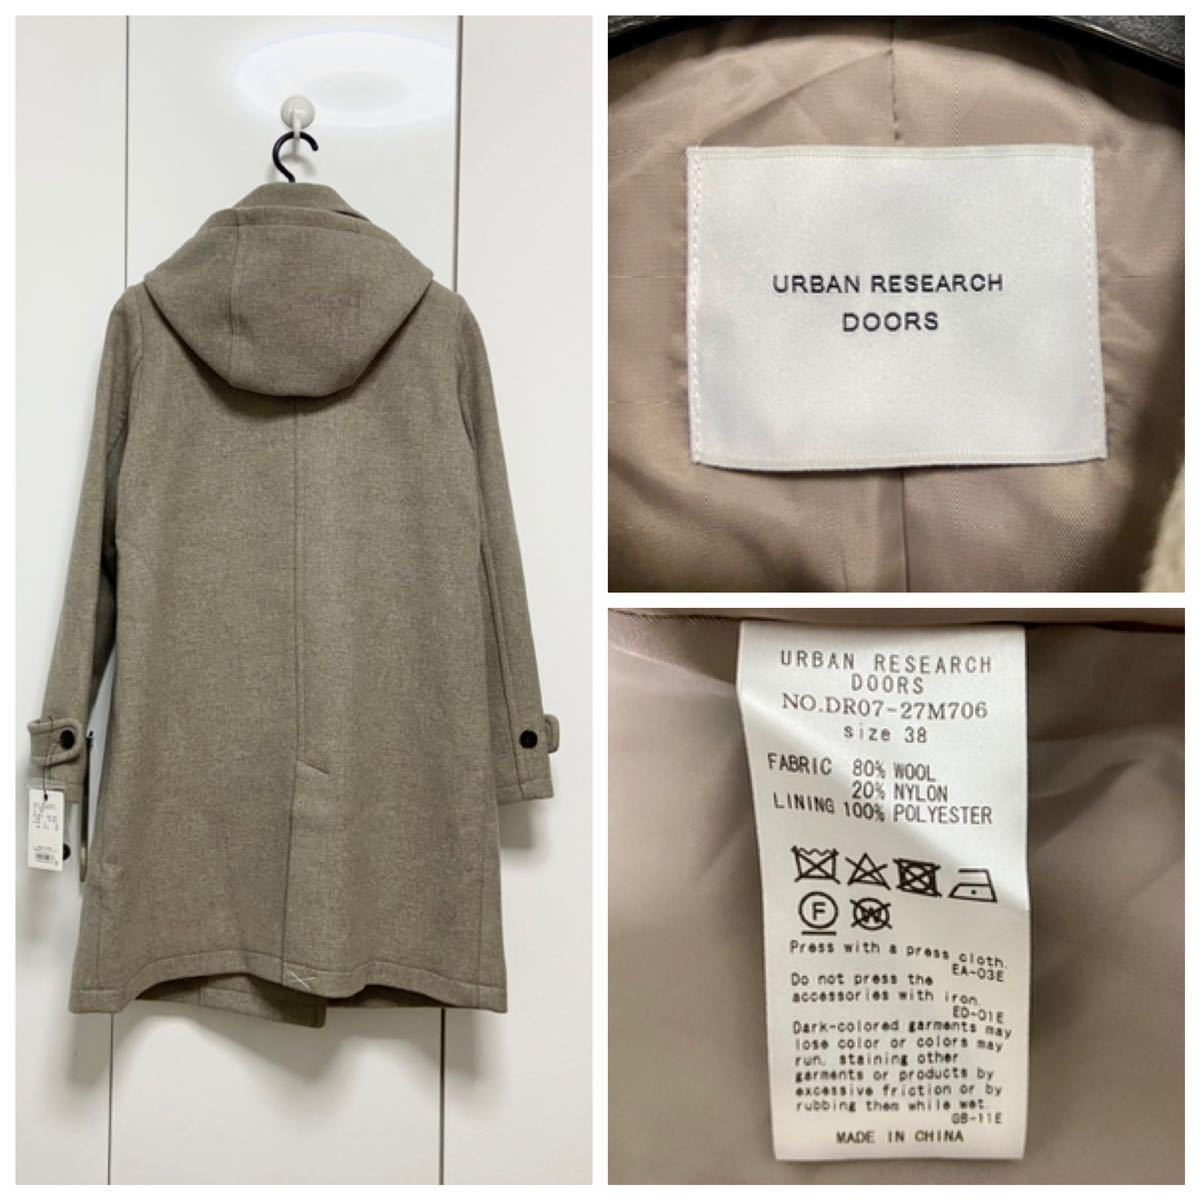 URBAN RESEARCH
DOORS
URBAN RESEARCH
DOORS
NO.DR07-27M706
size 38
FABRIC 80% WOOL
20% NYLON
LINING 100% POLYESTER
F
W
Press with a press cloth.
EA-03E
Do not press the
accessories with iron.
ED-01E
Dark-colored garments may
lose color or colors may
run, staining other
garments or products by
excessive friction or by
rubbing them while wet.
GB-11E
MADE IN CHINA